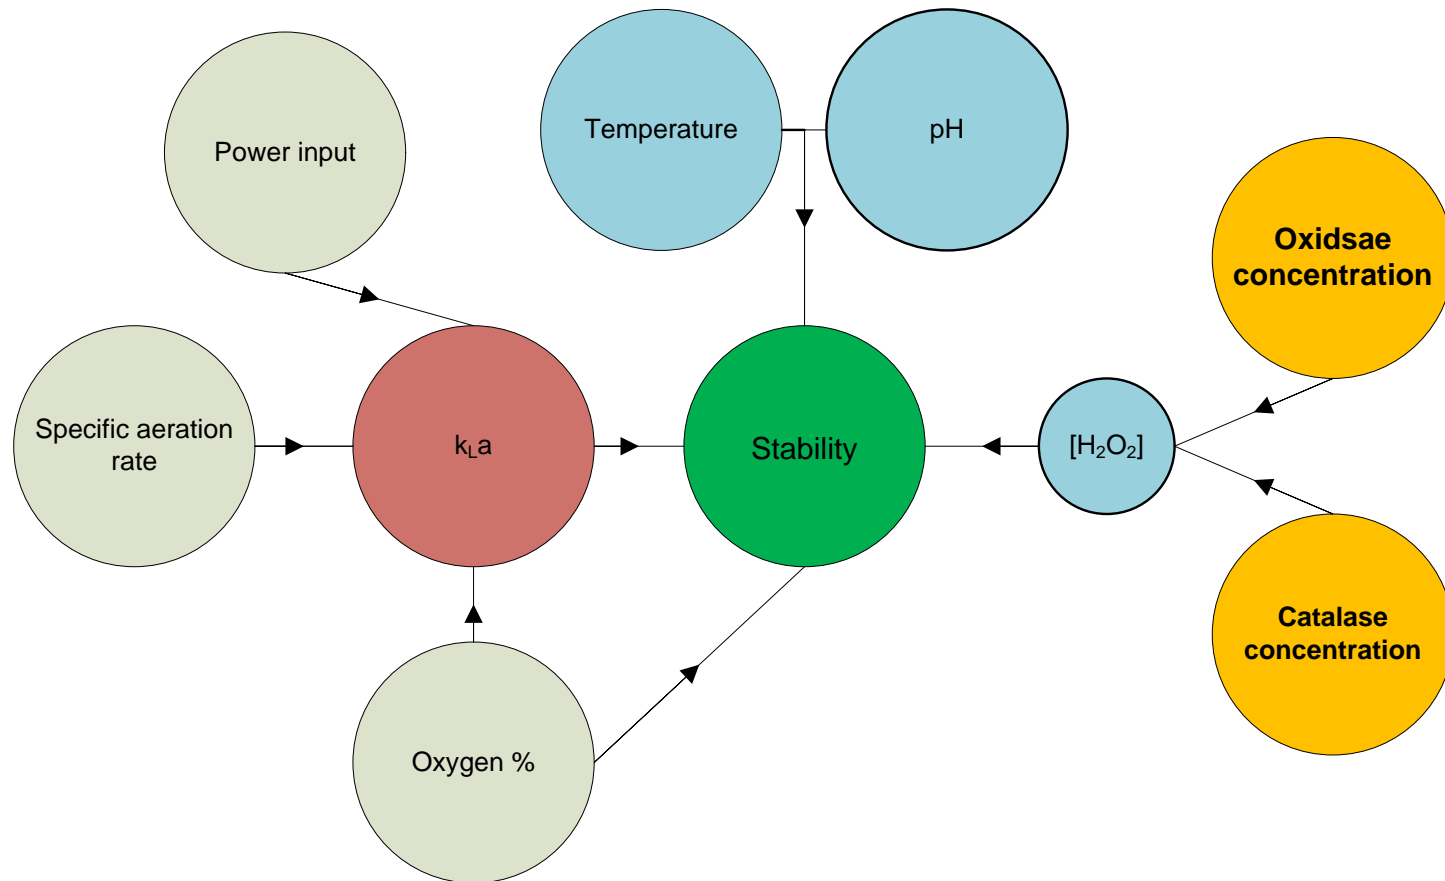 Temperature
pH
Power input
Oxidsae
concentration
Specific aeration
rate
kLa
Stability
[H2O2]
Catalase
concentration
Oxygen %